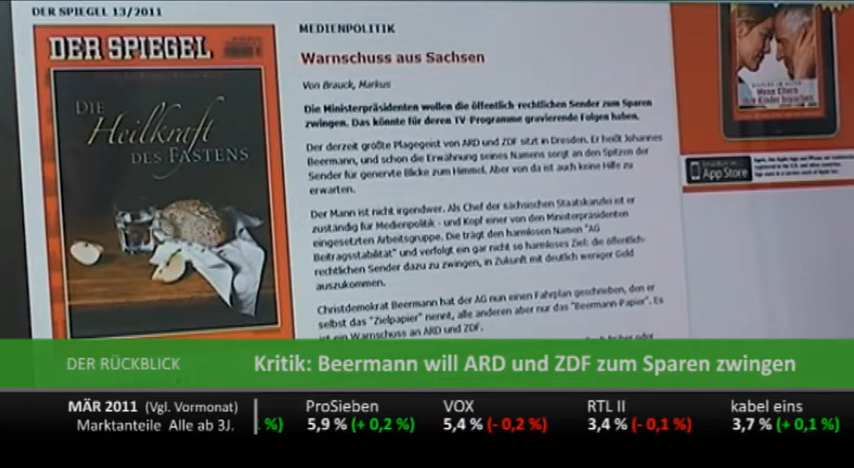 DER SPIEGEL 13/2011
DER SPIEGEL
DIE
Heilkraft
DES FASTENS
MEDIENPOLITIK
Warnschuss aus Sachsen
Von Brauck, Markus
Die Ministerpräsidenten wollen die öffentlich-rechtlichen Sender zum Sparen
zwingen. Das könnte für deren TV-Programme gravierende Folgen haben.
Der derzeit größte Plagegeist von ARD und ZDF sitzt in Dresden. Er heißt Johannes
Beermann, und schon die Erwähnung seines Namens sorgt an den Spitzen der
Sender für genervte Blicke zum Himmel. Aber von da ist auch keine Hilfe zu
erwarten.
Der Mann ist nicht irgendwer. Als Chef der sächsischen Staatskanzlei ist er
zuständig für Medienpolitik - und Kopf einer von den Ministerpräsidenten
eingesetzten Arbeitsgruppe. Die trägt den harmlosen Namen "AG
Beitragsstabilität" und verfolgt ein gar nicht so harmloses Ziel: die öffentlich-
rechtlichen Sender dazu zu zwingen, in Zukunft mit deutlich weniger Geld
auszukommen.
Christdemokrat Beermann hat der AG nun einen Fahrplan geschrieben, den er
selbst das "Zielpapier" nennt, alle anderen aber nur das "Beermann-Papier". Es
ist ein Warnschuss an ARD und ZDF.
Wenn Eltern
ihre Kinder brauchen
App Store
DER RÜCKBLICK
Kritik: Beermann will ARD und ZDF zum Sparen zwingen
MÄR 2011 (Vgl. Vormonat)
Marktanteile Alle ab 3J.
%)
ProSieben
5,9 % (+ 0,2 %)
VOX
5,4 % (- 0,2 %)
RTL II
3,4 % (- 0,1 %)
kabel eins
3,7 % (+ 0,1 %)